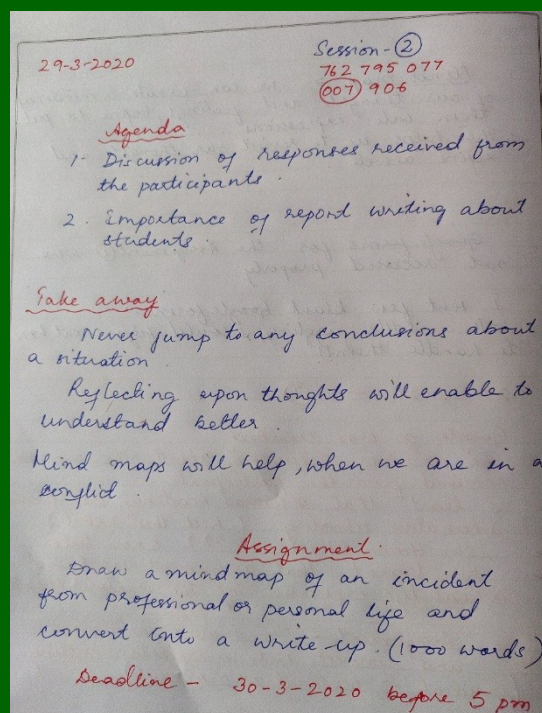 29-3-2020
Session - 2
762 795 077
007 906
Agenda
1- Discussion of responses received from
the participants.
2. Importance of report writing about
students.
Take away
Never jump to any conclusions about
a situation.
Reflecting upon thoughts will enable to
understand better.
Mind maps will help, when we are in a
conflict.
Assignment.
Draw a mind map of an incident
from professional or personal life and
convert into a write-up. (1000 words)
Deadline - 30-3-2020 before 5 pm